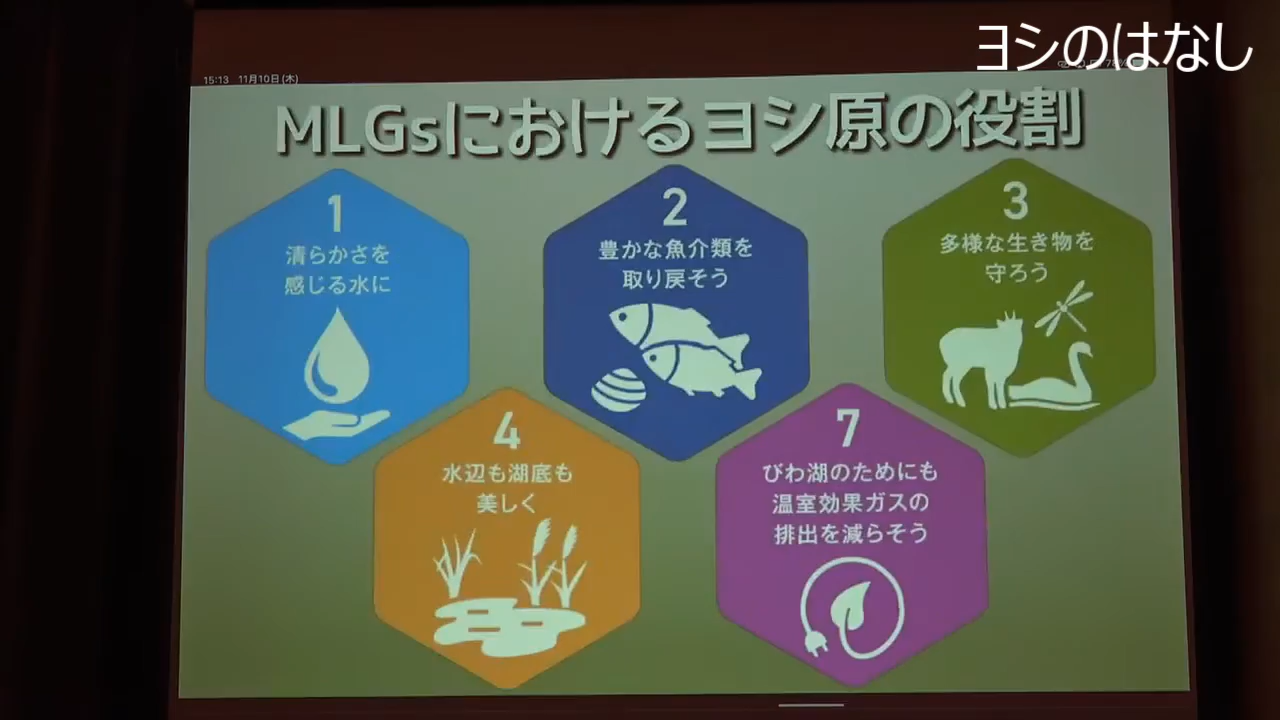 ヨシのはなし
15:13 11月10日(木)
MLGsにおけるヨシ原の役割
1
清らかさを
感じる水に
2
豊かな魚介類を
取り戻そう
3
多様な生き物を
守ろう
4
水辺も湖底も
美しく
7
びわ湖のためにも
温室効果ガスの
排出を減らそう